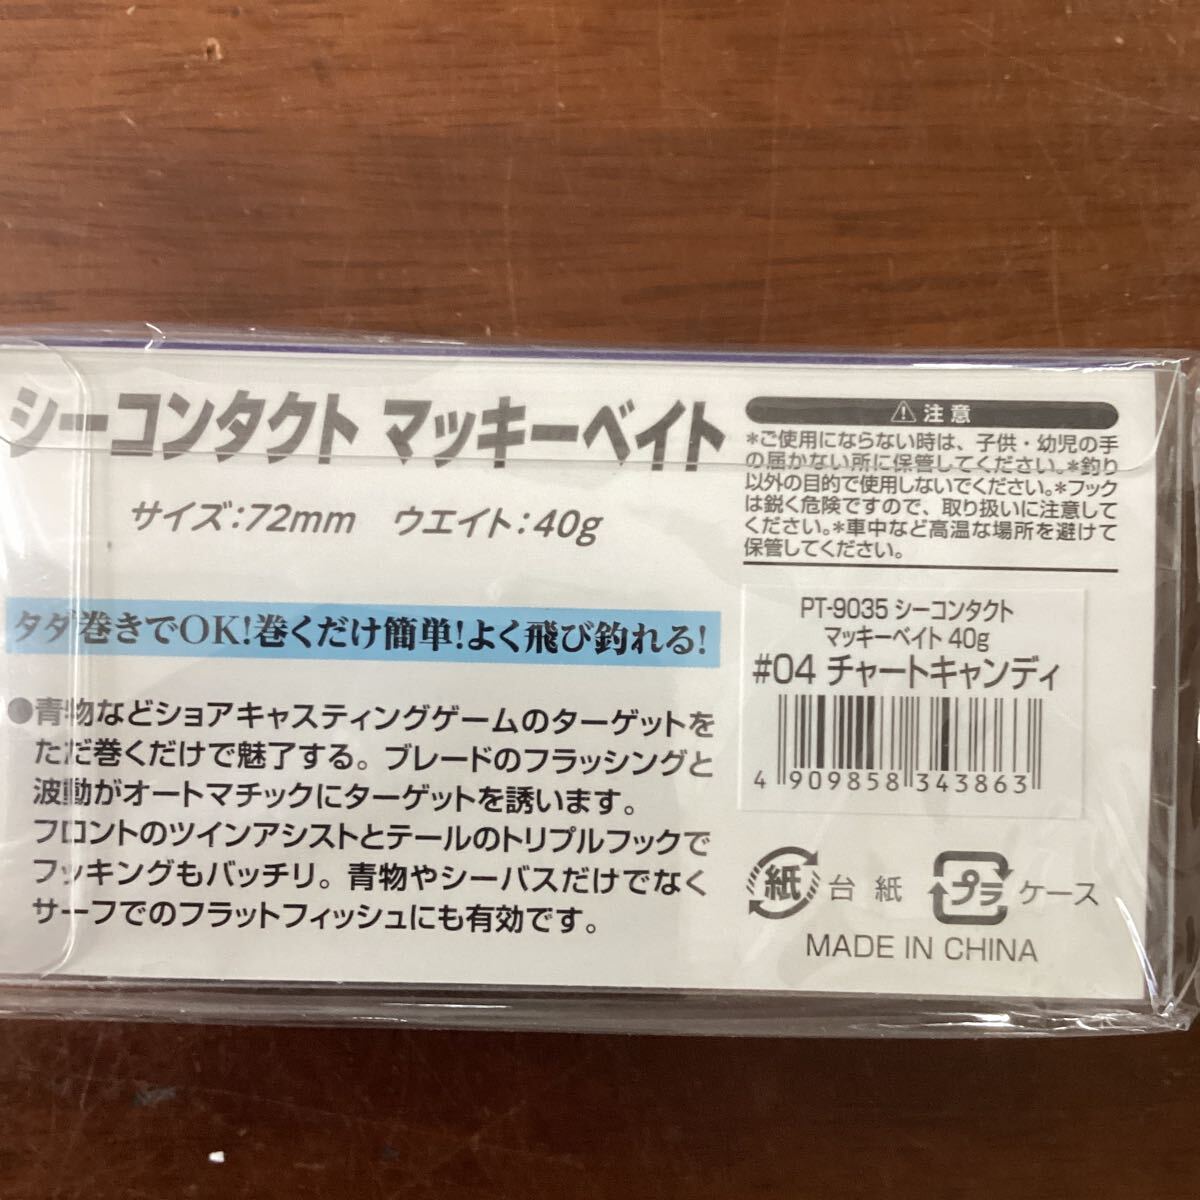 シーコンタクト マッキーベイト
サイズ:72mm ウエイト:40g
タダ巻きでOK!巻くだけ簡単!よく飛び釣れる!
●青物などショアキャスティングゲームのターゲットを
ただ巻くだけで魅了する。ブレードのフラッシングと
波動がオートマチックにターゲットを誘います。
フロントのツインアシストとテールのトリプルフックで
フッキングもバッチリ。青物やシーバスだけでなく
サーフでのフラットフィッシュにも有効です。
⚠注意
*ご使用にならない時は、子供・幼児の手
の届かない所に保管してください。*釣り
以外の目的で使用しないでください。*フック
は鋭く危険ですので、取り扱いに注意して
ください。*車中など高温な場所を避けて
保管してください。
PT-9035 シーコンタクト
マッキーベイト 40g
#04 チャートキャンディ
4 909858 343863
紙 台紙 プラ ケース
MADE IN CHINA